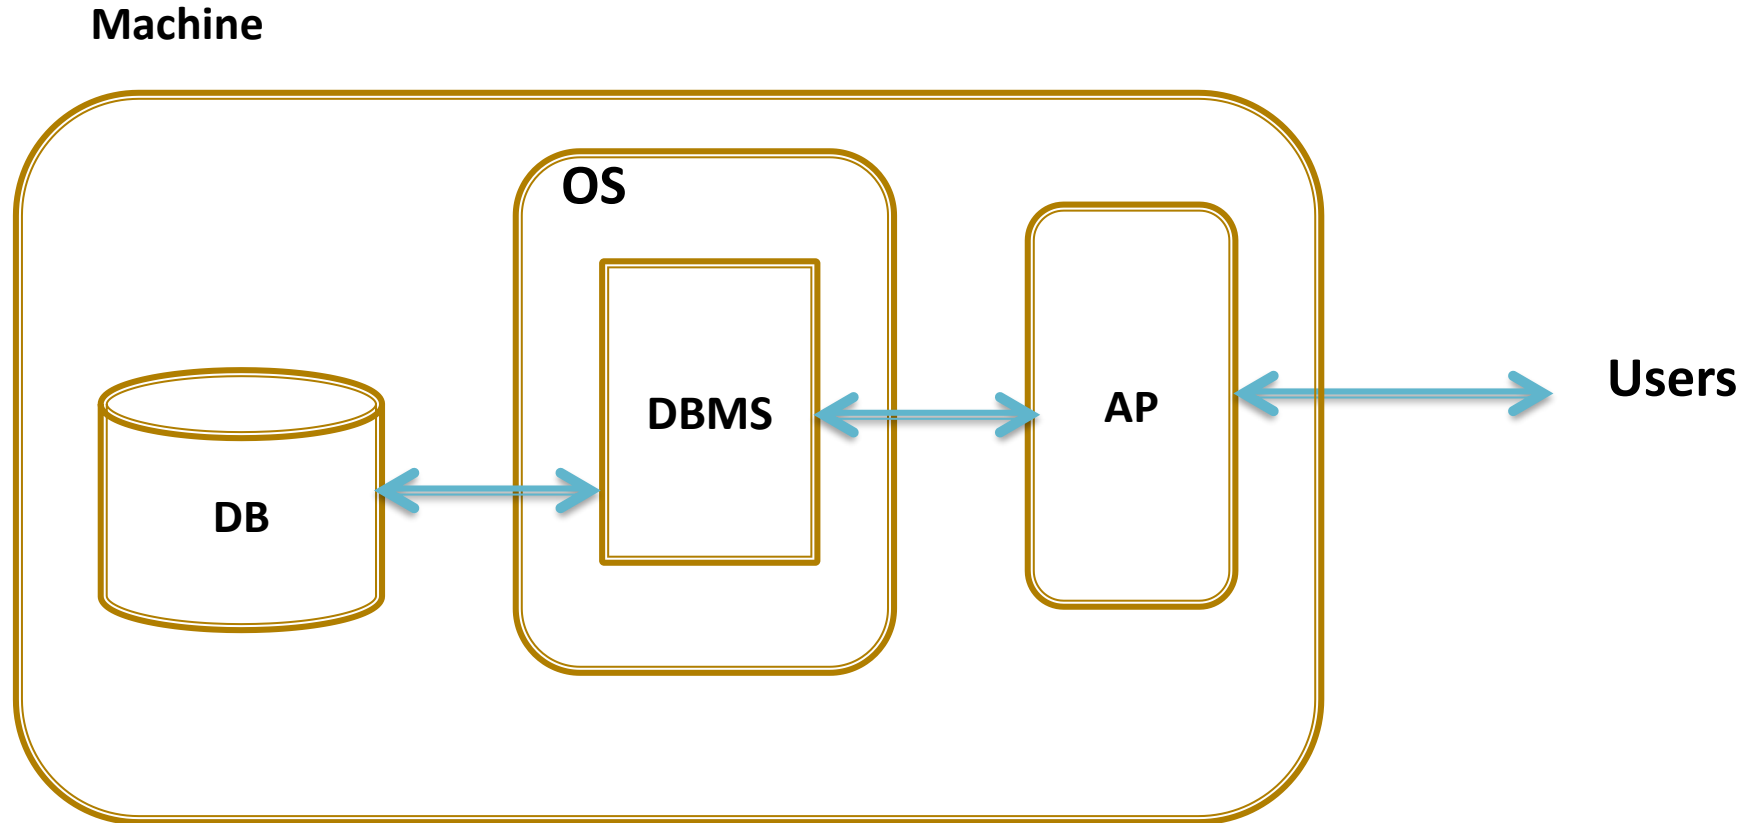 Machine
OS
DB
DBMS
AP
Users